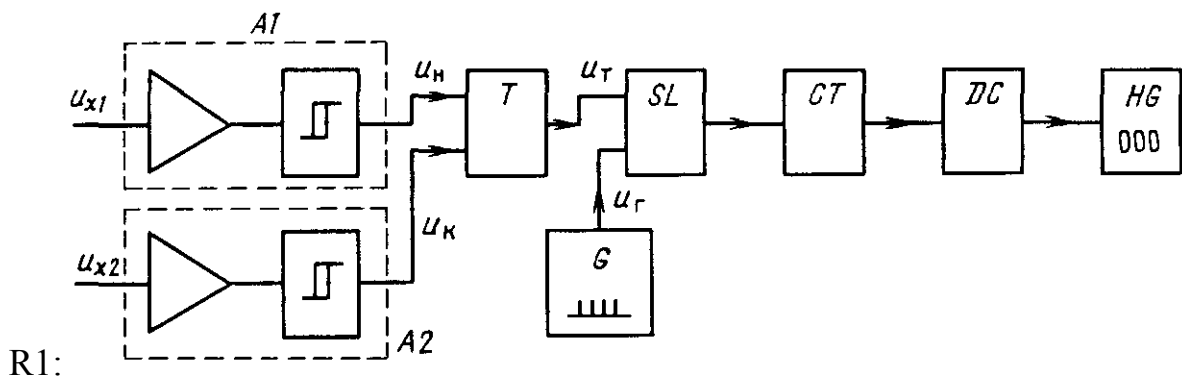 A1
u_x1
u_н
T
u_т
SL
CT
DC
HG
000
u_к
u_г
u_x2
G
A2
R1: